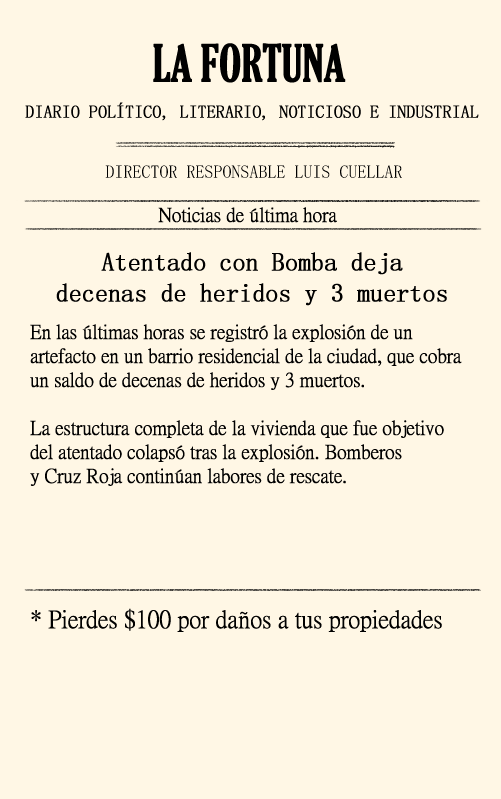 LA FORTUNA
DIARIO POLÍTICO, LITERARIO, NOTICIOSO E INDUSTRIAL
DIRECTOR RESPONSABLE LUIS CUELLAR
Noticias de última hora
Atentado con Bomba deja
decenas de heridos y 3 muertos
En las últimas horas se registró la explosión de un
artefacto en un barrio residencial de la ciudad, que cobra
un saldo de decenas de heridos y 3 muertos.
La estructura completa de la vivienda que fue objetivo
del atentado colapsó tras la explosión. Bomberos
y Cruz Roja continúan labores de rescate.
* Pierdes $100 por daños a tus propiedades